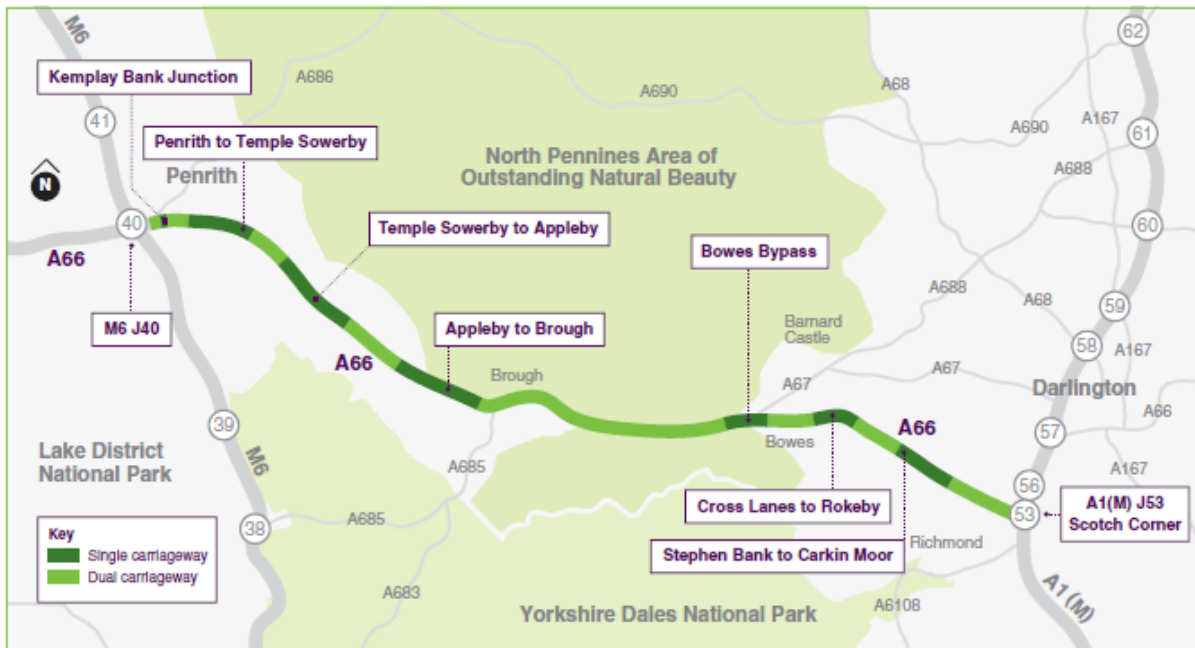 M6
62
Kemplay Bank Junction
A686
A68
A690
41
A690
A167
61
Penrith to Temple Sowerby
A688
N
Penrith
North Pennines Area of
Outstanding Natural Beauty
40
Temple Sowerby to Appleby
60
A66
Bowes Bypass
A688
M6 J40
Barnard
Castle
A68
59
Appleby to Brough
58
A167
A66
Brough
A67
A67
Darlington
A66
39
M6
Bowes
A66
57
Lake District
National Park
A685
A167
56
Cross Lanes to Rokeby
53
A1(M) J53
Scotch Corner
38
A685
Key
Single carriageway
Dual carriageway
Stephen Bank to Carkin Moor
Richmond
A683
Yorkshire Dales National Park
A6108
A1(M)